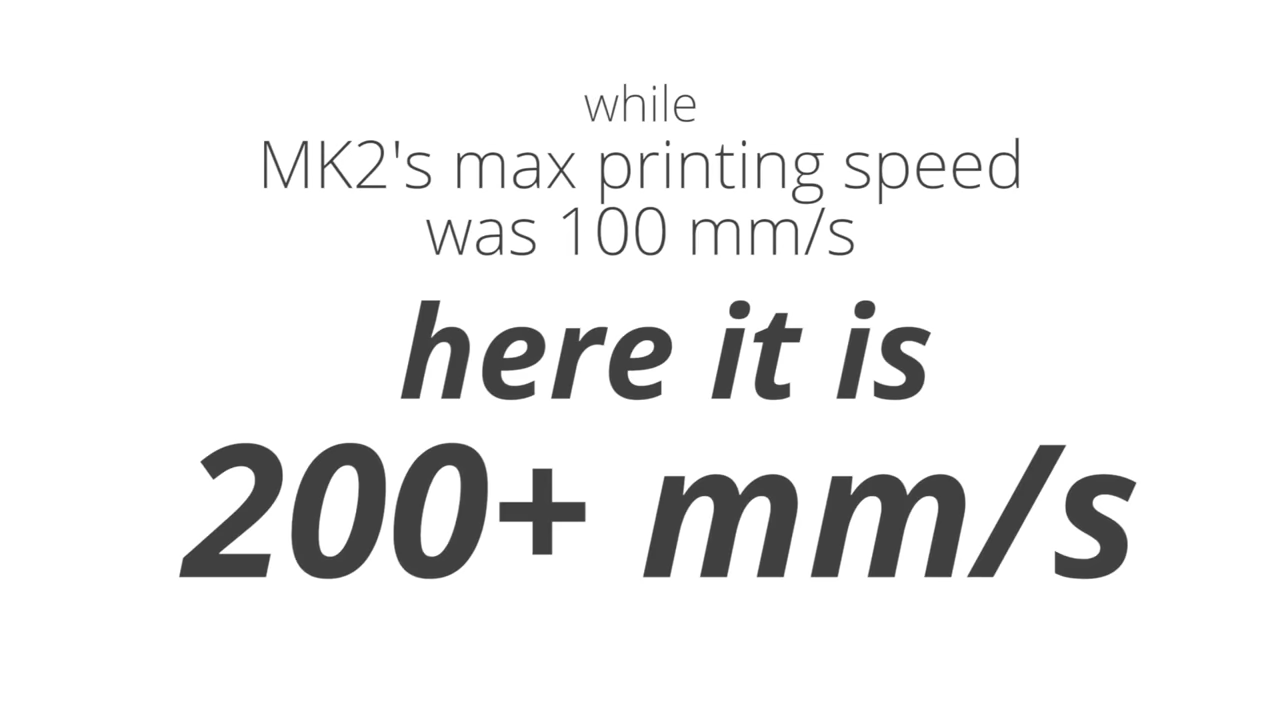 while
MK2's max printing speed
was 100 mm/s
here it is
200+ mm/s